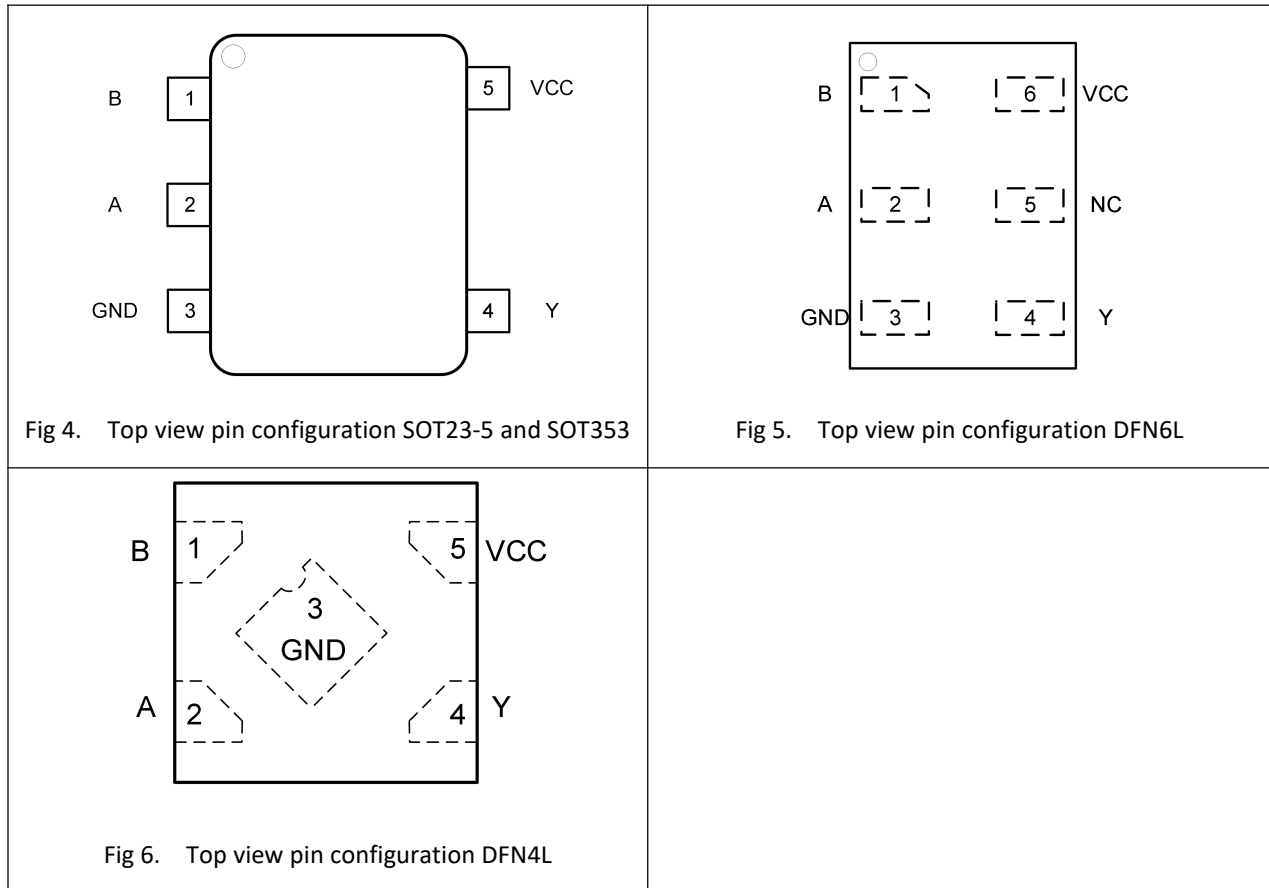 B 1 5 VCC
A 2
GND 3 4 Y
Fig 4. Top view pin configuration SOT23-5 and SOT353
B 1 6 VCC
A 2 5 NC
GND 3 4 Y
Fig 5. Top view pin configuration DFN6L
B 1 5 VCC
3
GND
A 2 4 Y
Fig 6. Top view pin configuration DFN4L